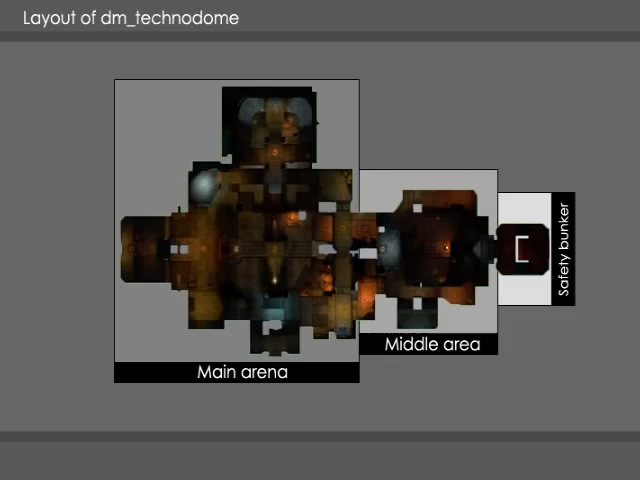 Layout of dm_technodome
Safety bunker
Middle area
Main arena